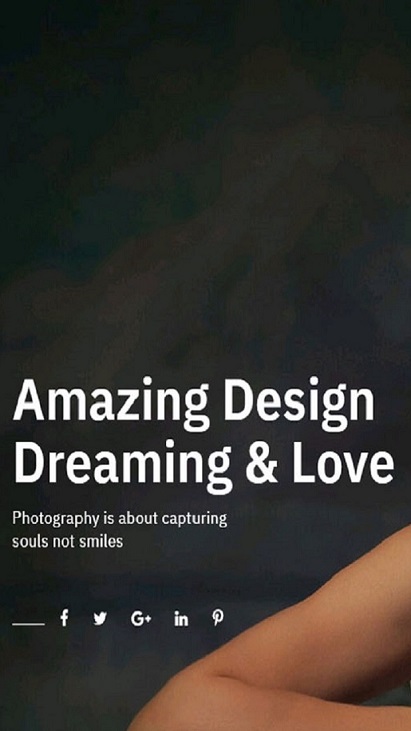 Amazing Design
Dreaming & Love
Photography is about capturing
souls not smiles